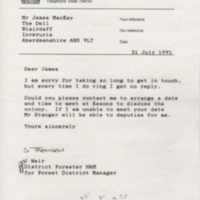 Mr James MacKay
The Dell
Blairdaff
Inverurie
Aberdeenshire AB5 9LT
Your reference
Our reference
Date
31 July 1991
Dear James
I am sorry for taking so long to get in touch,
but every time I do ring I get no reply.
Could you please contact me to arrange a date
and time to meet at Kesons to discuss the
colony. If I am unable to meet your date
Mr Stanger will be able to deputise for me.
Yours sincerely
J Weir
District Forester H&M
for Forest District Manager